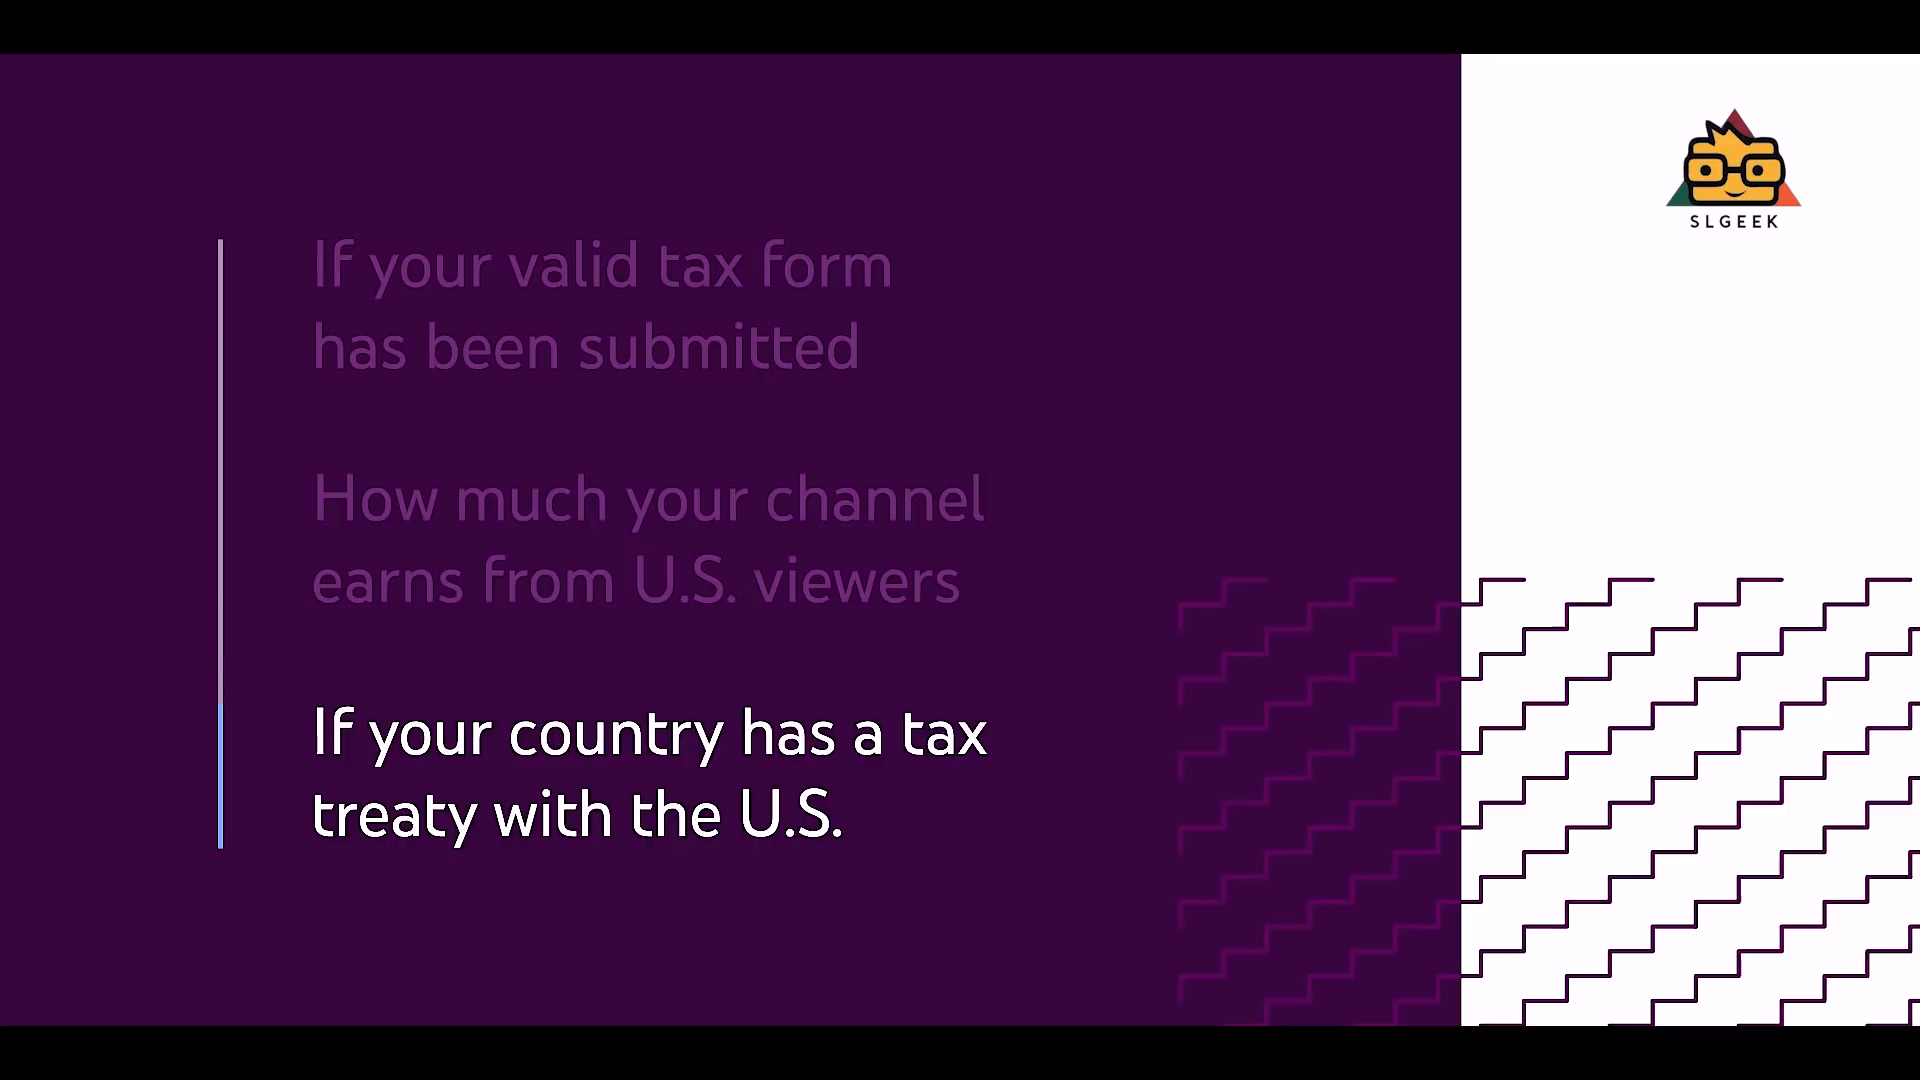 SLGEEK
If your valid tax form
has been submitted
How much your channel
earns from U.S. viewers
If your country has a tax
treaty with the U.S.